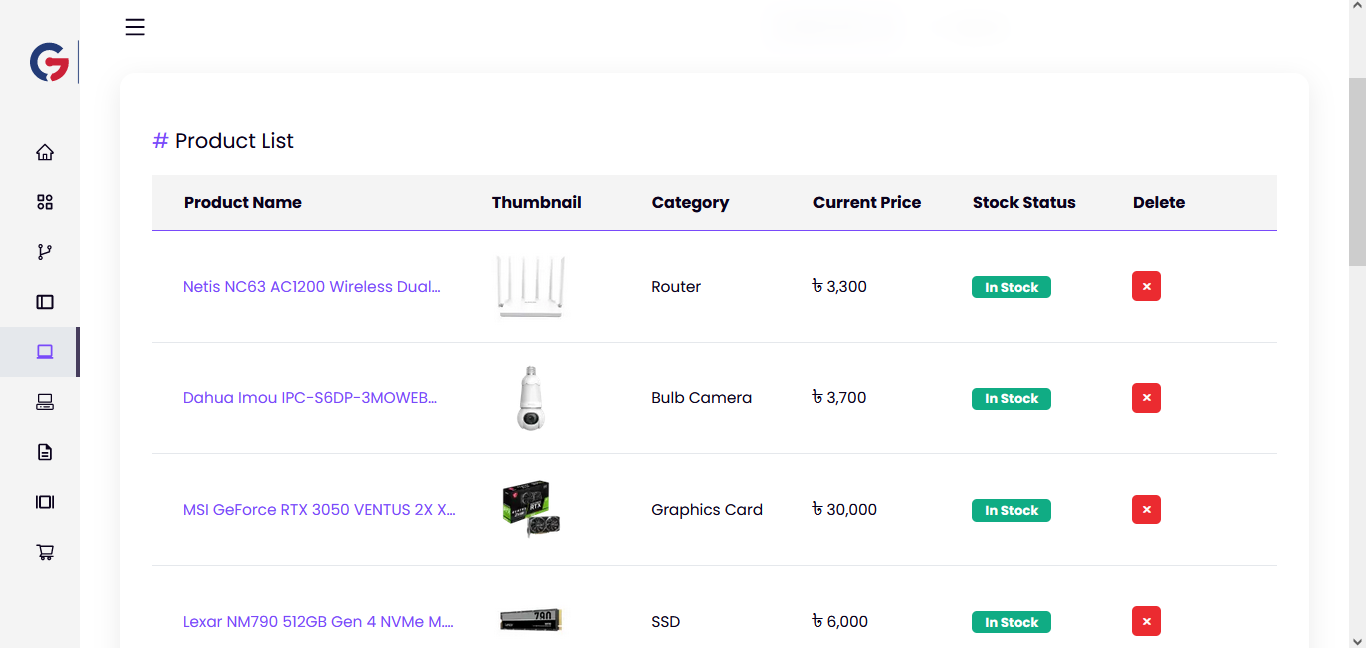 # Product List
Product Name Thumbnail Category Current Price Stock Status Delete
Netis NC63 AC1200 Wireless Dual... Router ৳ 3,300 In Stock ×
Dahua Imou IPC-S6DP-3M0WEB... Bulb Camera ৳ 3,700 In Stock ×
MSI GeForce RTX 3050 VENTUS 2X X... Graphics Card ৳ 30,000 In Stock ×
Lexar NM790 512GB Gen 4 NVMe M.... 790 SSD ৳ 6,000 In Stock ×